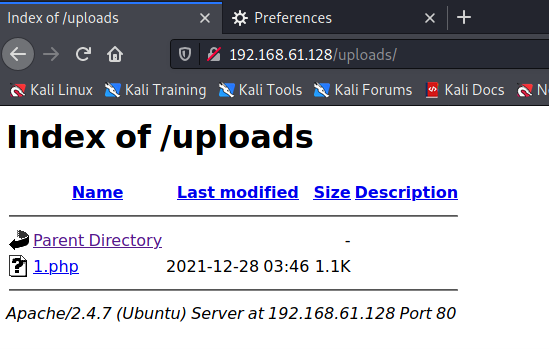 Index of /uploads Preferences
192.168.61.128/uploads/
Kali Linux Kali Training Kali Tools Kali Forums Kali Docs
Index of /uploads
Name Last modified Size Description
Parent Directory -
1.php 2021-12-28 03:46 1.1K
Apache/2.4.7 (Ubuntu) Server at 192.168.61.128 Port 80